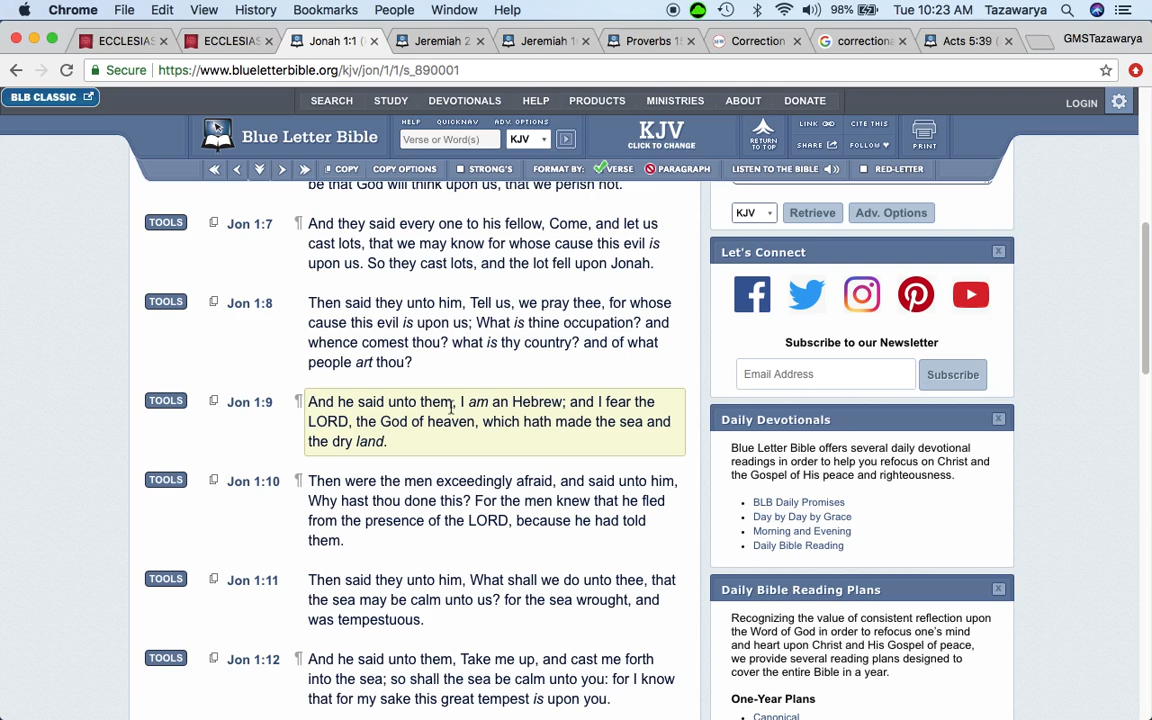 Chrome File Edit View History Bookmarks People Window Help 98% Tue 10:23 AM Tazawarya
ECCLESIAS ECCLESIAS Jonah 1:1 ( Jeremiah 2 Jeremiah 1 Proverbs 1 Correction correctiona Acts 5:39 ( GMSTazawarya
Secure https://www.blueletterbible.org/kjv/jon/1/1/s_890001
BLB CLASSIC
SEARCH STUDY DEVOTIONALS HELP PRODUCTS MINISTRIES ABOUT DONATE LOGIN
HELP QUICKNAV ADV. OPTIONS
Blue Letter Bible Verse or Word(s) KJV
KJV
CLICK TO CHANGE
RETURN
TO TOP
LINK CITE THIS
SHARE FOLLOW
PRINT
COPY COPY OPTIONS STRONG'S FORMAT BY: VERSE PARAGRAPH LISTEN TO THE BIBLE RED-LETTER
be that God will think upon us, that we perish not.
TOOLS Jon 1:7 ¶ And they said every one to his fellow, Come, and let us
cast lots, that we may know for whose cause this evil is
upon us. So they cast lots, and the lot fell upon Jonah.
TOOLS Jon 1:8 Then said they unto him, Tell us, we pray thee, for whose
cause this evil is upon us; What is thine occupation? and
whence comest thou? what is thy country? and of what
people art thou?
TOOLS Jon 1:9 ¶ And he said unto them, I am an Hebrew; and I fear the
LORD, the God of heaven, which hath made the sea and
the dry land.
TOOLS Jon 1:10 ¶ Then were the men exceedingly afraid, and said unto him,
Why hast thou done this? For the men knew that he fled
from the presence of the LORD, because he had told
them.
TOOLS Jon 1:11 Then said they unto him, What shall we do unto thee, that
the sea may be calm unto us? for the sea wrought, and
was tempestuous.
TOOLS Jon 1:12 ¶ And he said unto them, Take me up, and cast me forth
into the sea; so shall the sea be calm unto you: for I know
that for my sake this great tempest is upon you.
KJV Retrieve Adv. Options
Let's Connect
Subscribe to our Newsletter
Email Address Subscribe
Daily Devotionals
Blue Letter Bible offers several daily devotional
readings in order to help you refocus on Christ and
the Gospel of His peace and righteousness.
BLB Daily Promises
Day by Day by Grace
Morning and Evening
Daily Bible Reading
Daily Bible Reading Plans
Recognizing the value of consistent reflection upon
the Word of God in order to refocus one's mind
and heart upon Christ and His Gospel of peace,
we provide several reading plans designed to
cover the entire Bible in a year.
One-Year Plans
Canonical